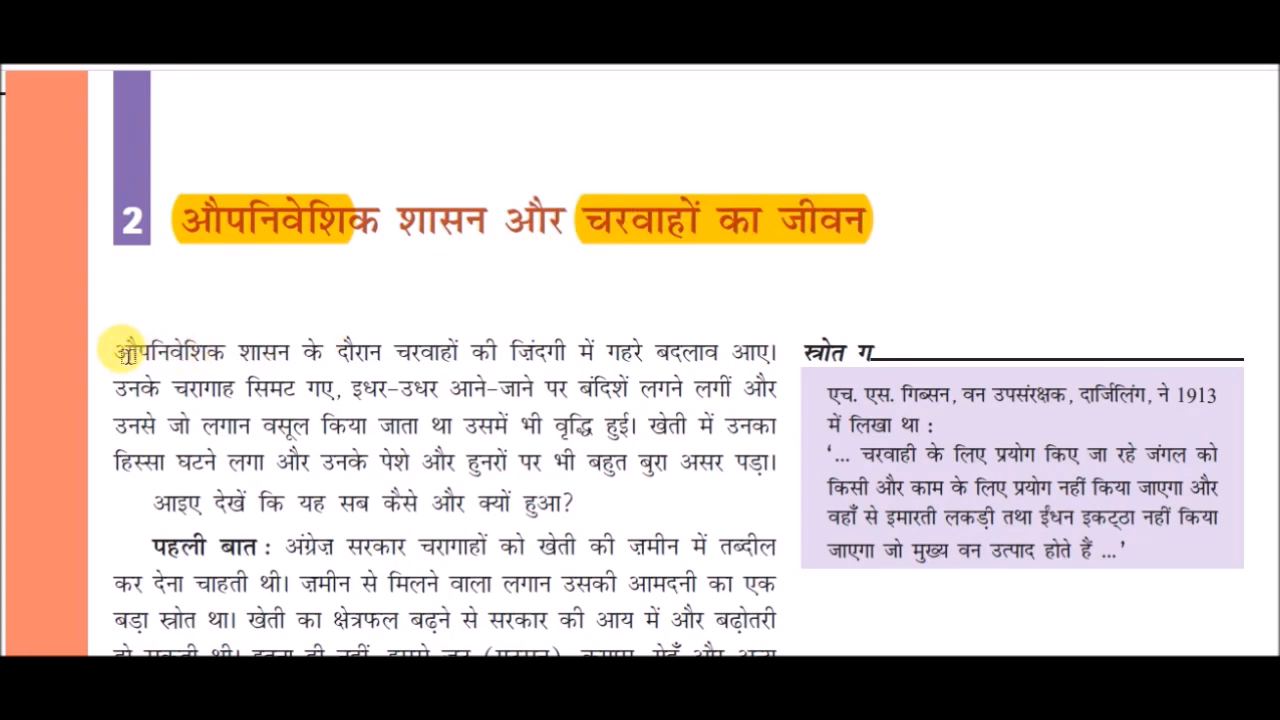 2 औपनिवेशिक शासन और चरवाहों का जीवन
औपनिवेशिक शासन के दौरान चरवाहों की ज़िंदगी में गहरे बदलाव आए।
उनके चरागाह सिमट गए, इधर-उधर आने-जाने पर बंदिशें लगने लगीं और
उनसे जो लगान वसूल किया जाता था उसमें भी वृद्धि हुई। खेती में उनका
हिस्सा घटने लगा और उनके पेशे और हुनरों पर भी बहुत बुरा असर पड़ा।
आइए देखें कि यह सब कैसे और क्यों हुआ?
पहली बात : अंग्रेज़ सरकार चरागाहों को खेती की ज़मीन में तब्दील
कर देना चाहती थी। ज़मीन से मिलने वाला लगान उसकी आमदनी का एक
बड़ा स्रोत था। खेती का क्षेत्रफल बढ़ने से सरकार की आय में और बढ़ोतरी
स्रोत ग
एच. एस. गिब्सन, वन उपसंरक्षक, दार्जिलिंग, ने 1913
में लिखा था :
‘... चरवाही के लिए प्रयोग किए जा रहे जंगल को
किसी और काम के लिए प्रयोग नहीं किया जाएगा और
वहाँ से इमारती लकड़ी तथा ईंधन इकट्ठा नहीं किया
जाएगा जो मुख्य वन उत्पाद होते हैं ...’